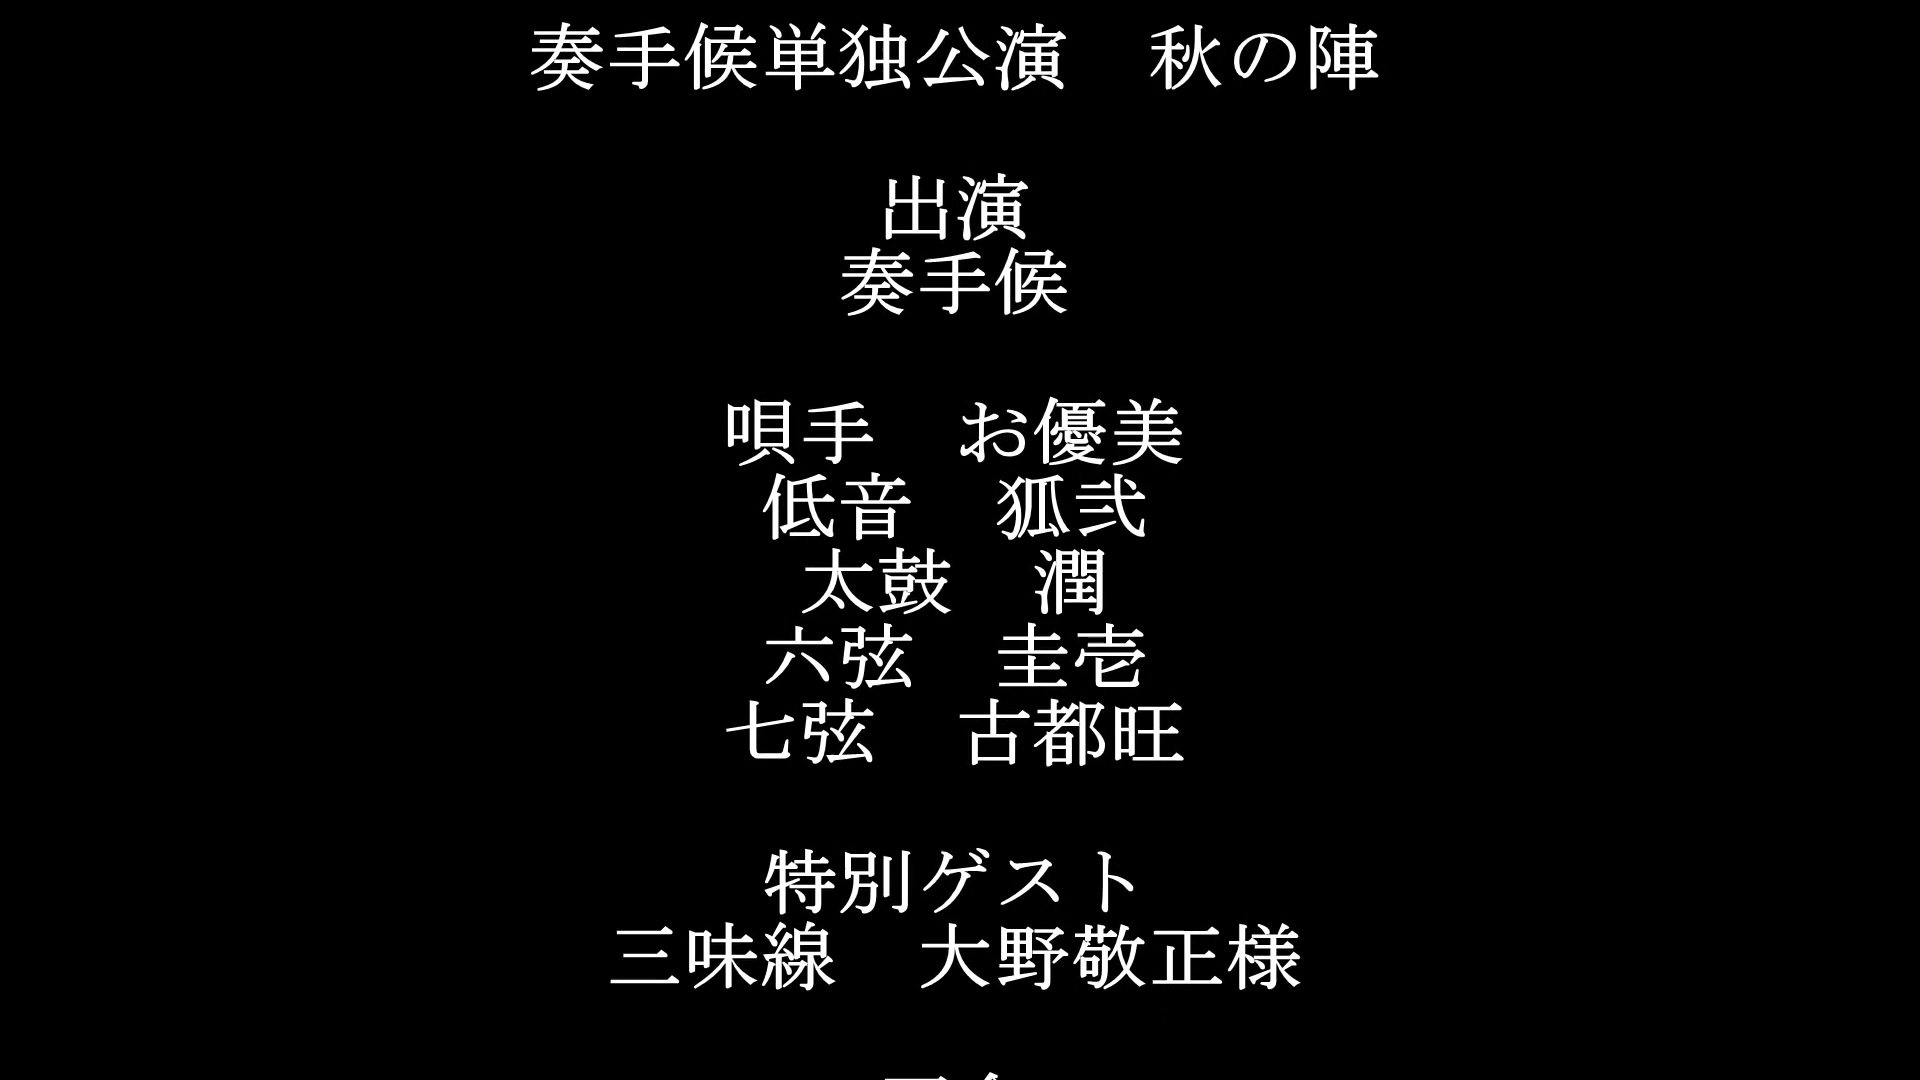 奏手候単独公演　秋の陣
出演
奏手候
唄手　お優美
低音　狐弐
太鼓　潤
六弦　圭壱
七弦　古都旺
特別ゲスト
三味線　大野敬正様